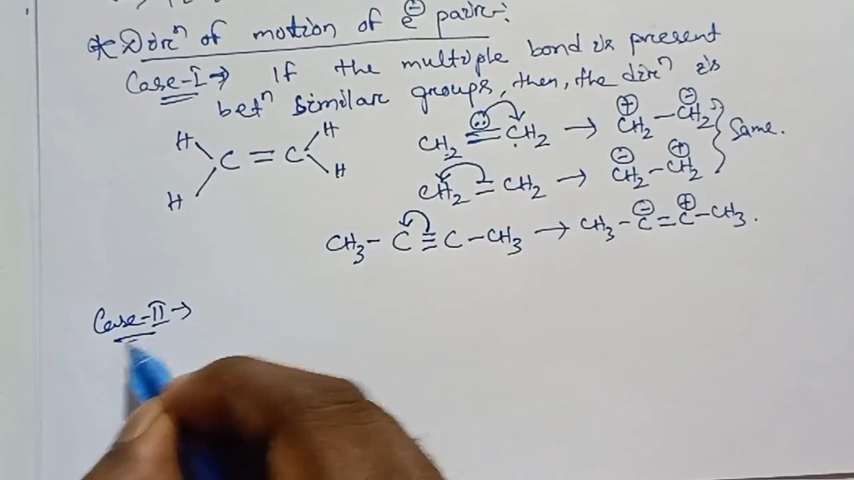 * Dirⁿ of motion of e⊖ pair:
Case-I → If the multiple bond is present
betⁿ similar groups, then, the dirⁿ is
H H C = C H H
CH₂ = CH₂ → ⊕CH₂ – ⊖CH₂
CH₂ = CH₂ → ⊖CH₂ – ⊕CH₂
} Same.
CH₃ – C ≡ C – CH₃ → CH₃ – ⊖C = ⊕C – CH₃.
Case-II →